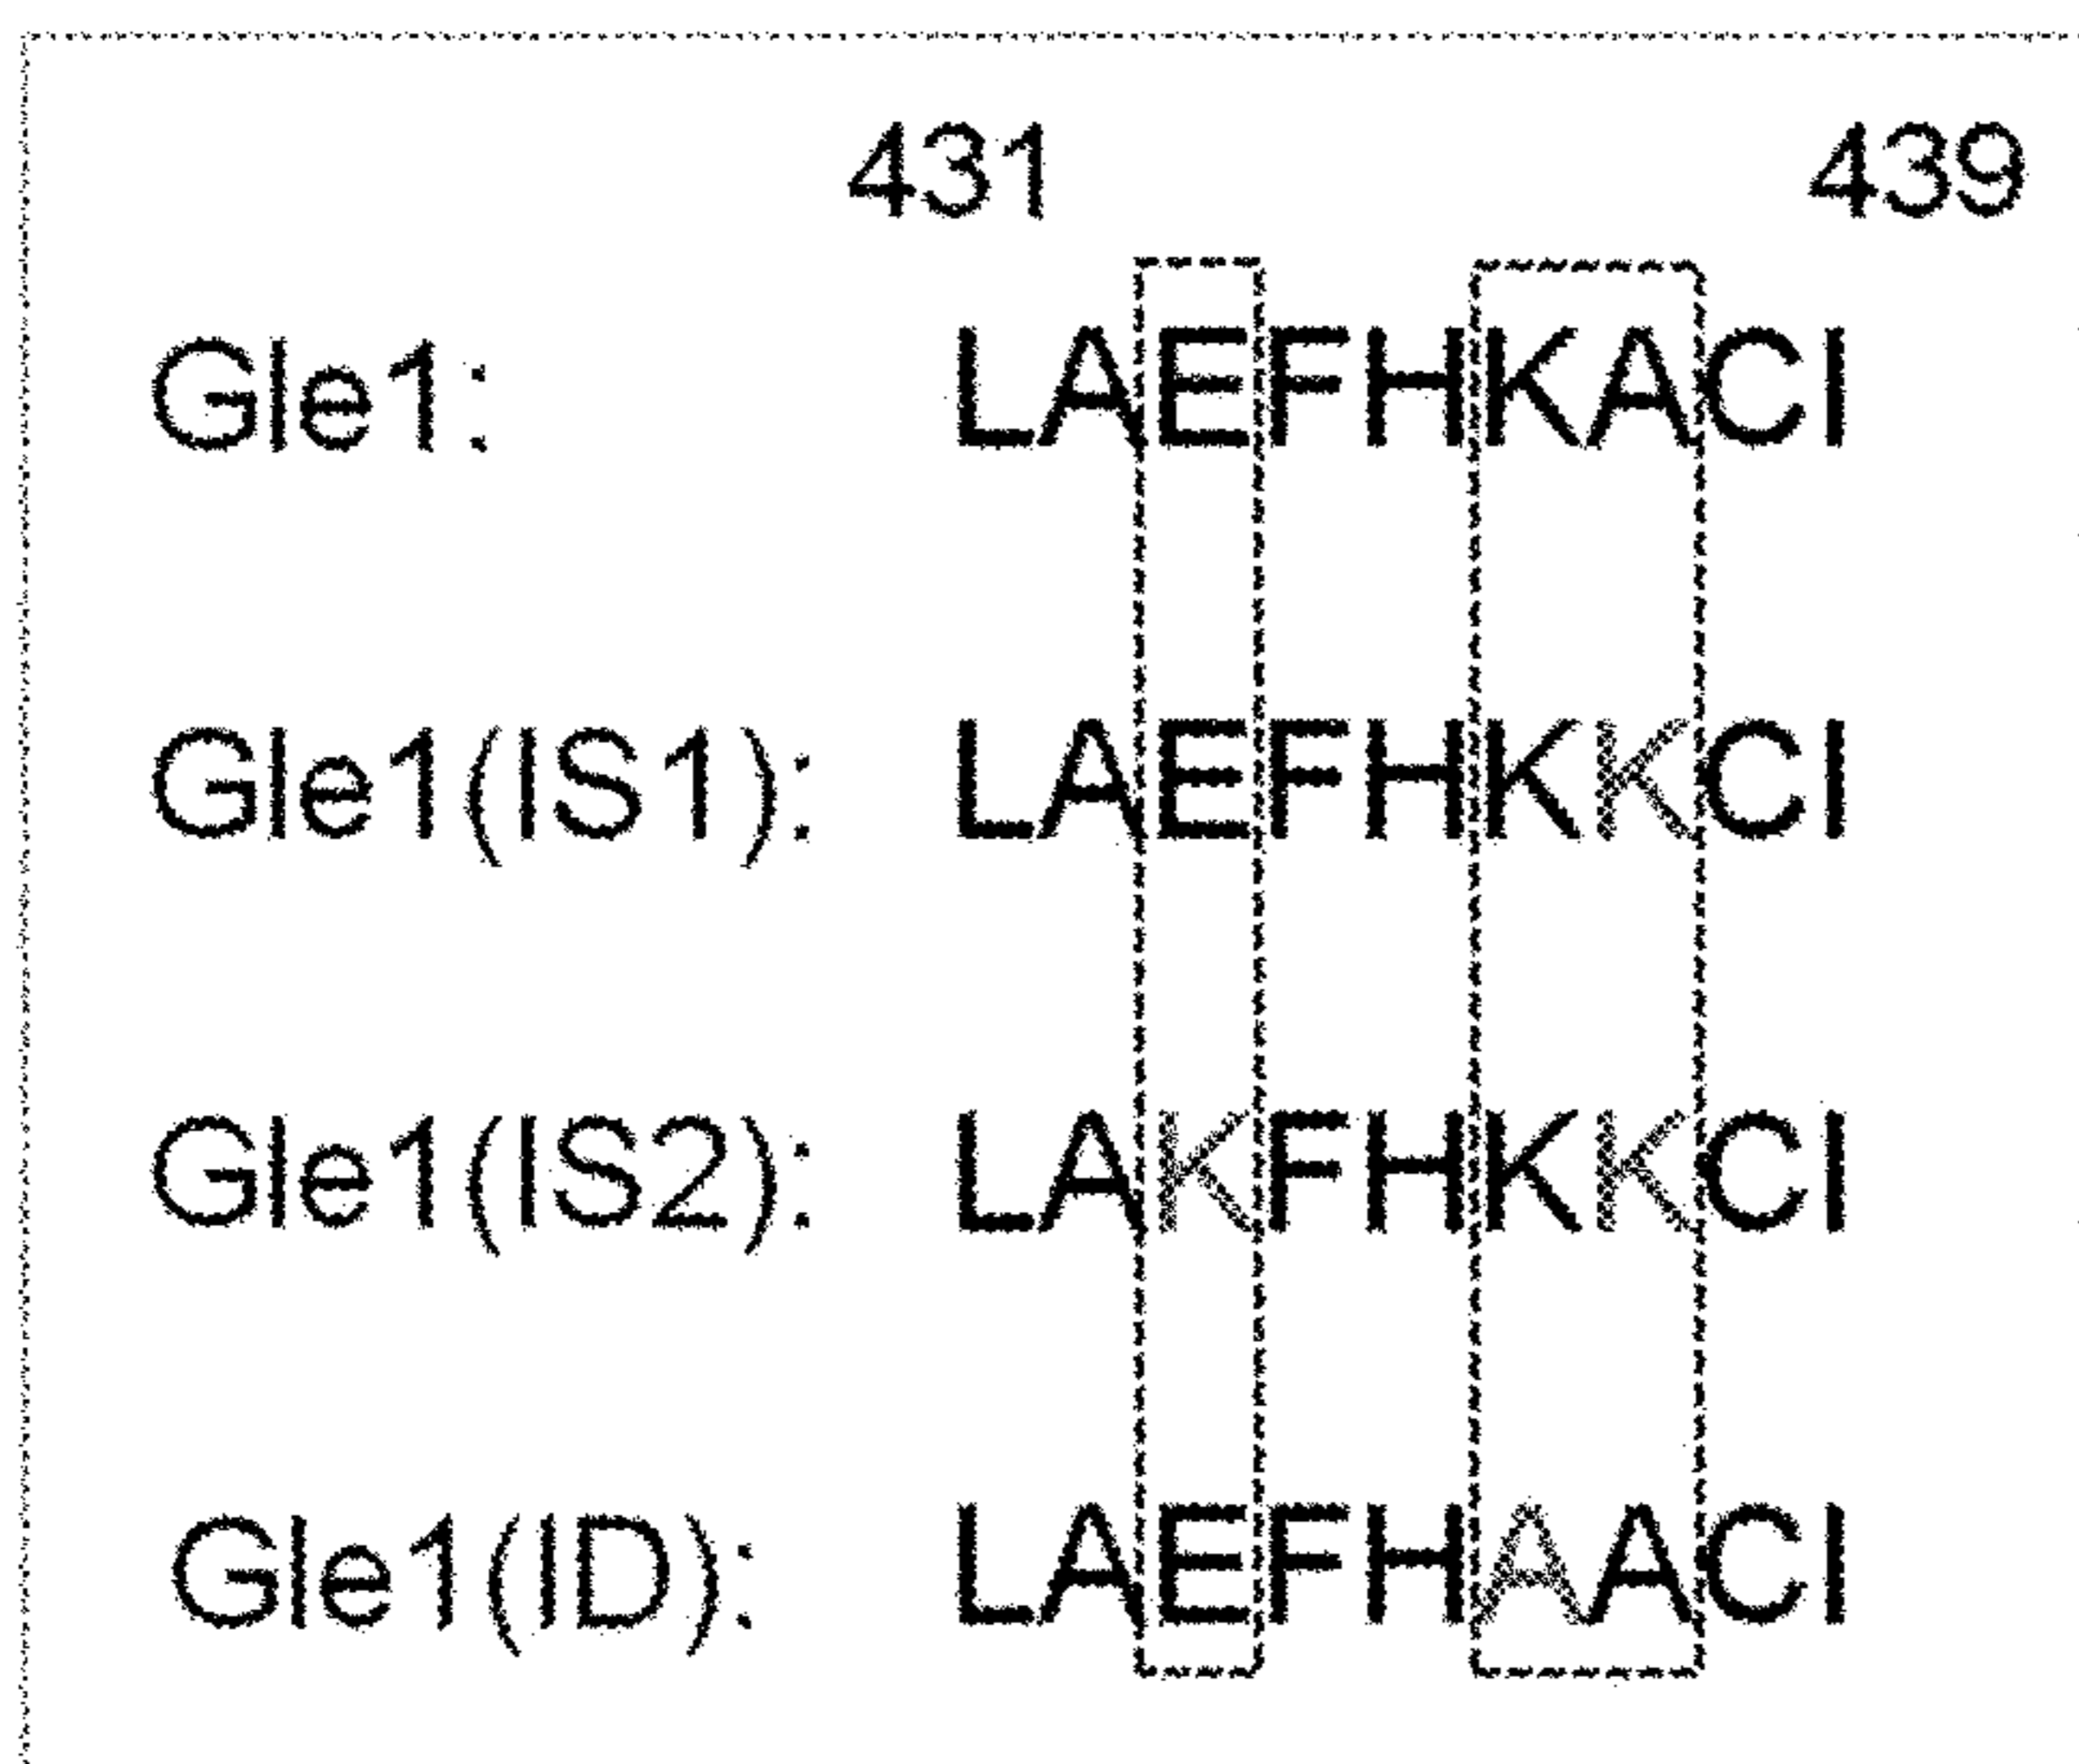 431 439
Gle1: LAEFHKACI
Gle1(IS1): LAEFHKKCI
Gle1(IS2): LAKFHKKCI
Gle1(ID): LAEFHAACI